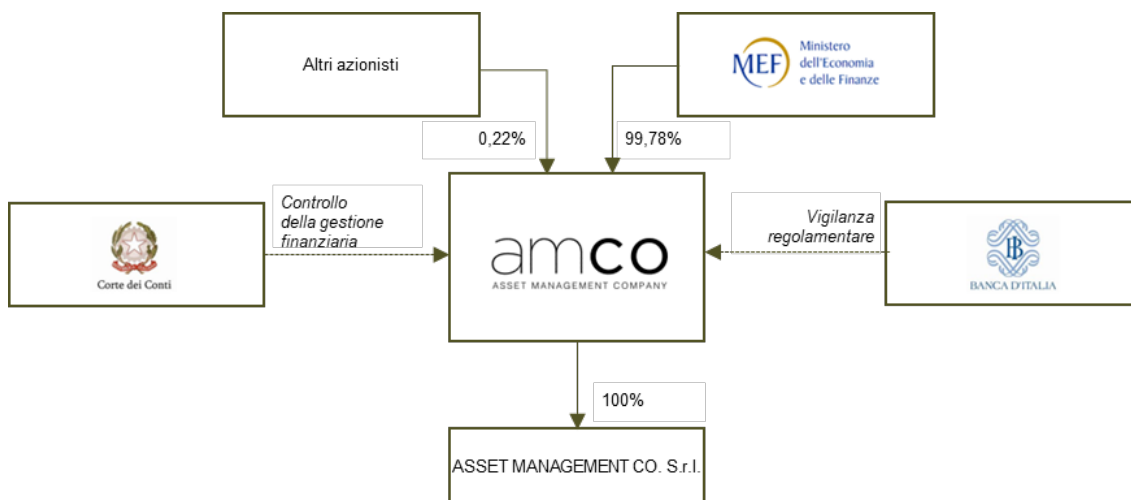 Altri azionisti
MEF
Ministero
dell'Economia
e delle Finanze
0,22%
99,78%
Controllo
della gestione
finanziaria
Vigilanza
regolamentare
Corte dei Conti
amco
ASSET MANAGEMENT COMPANY
BI
BANCA D'ITALIA
100%
ASSET MANAGEMENT CO. S.r.l.